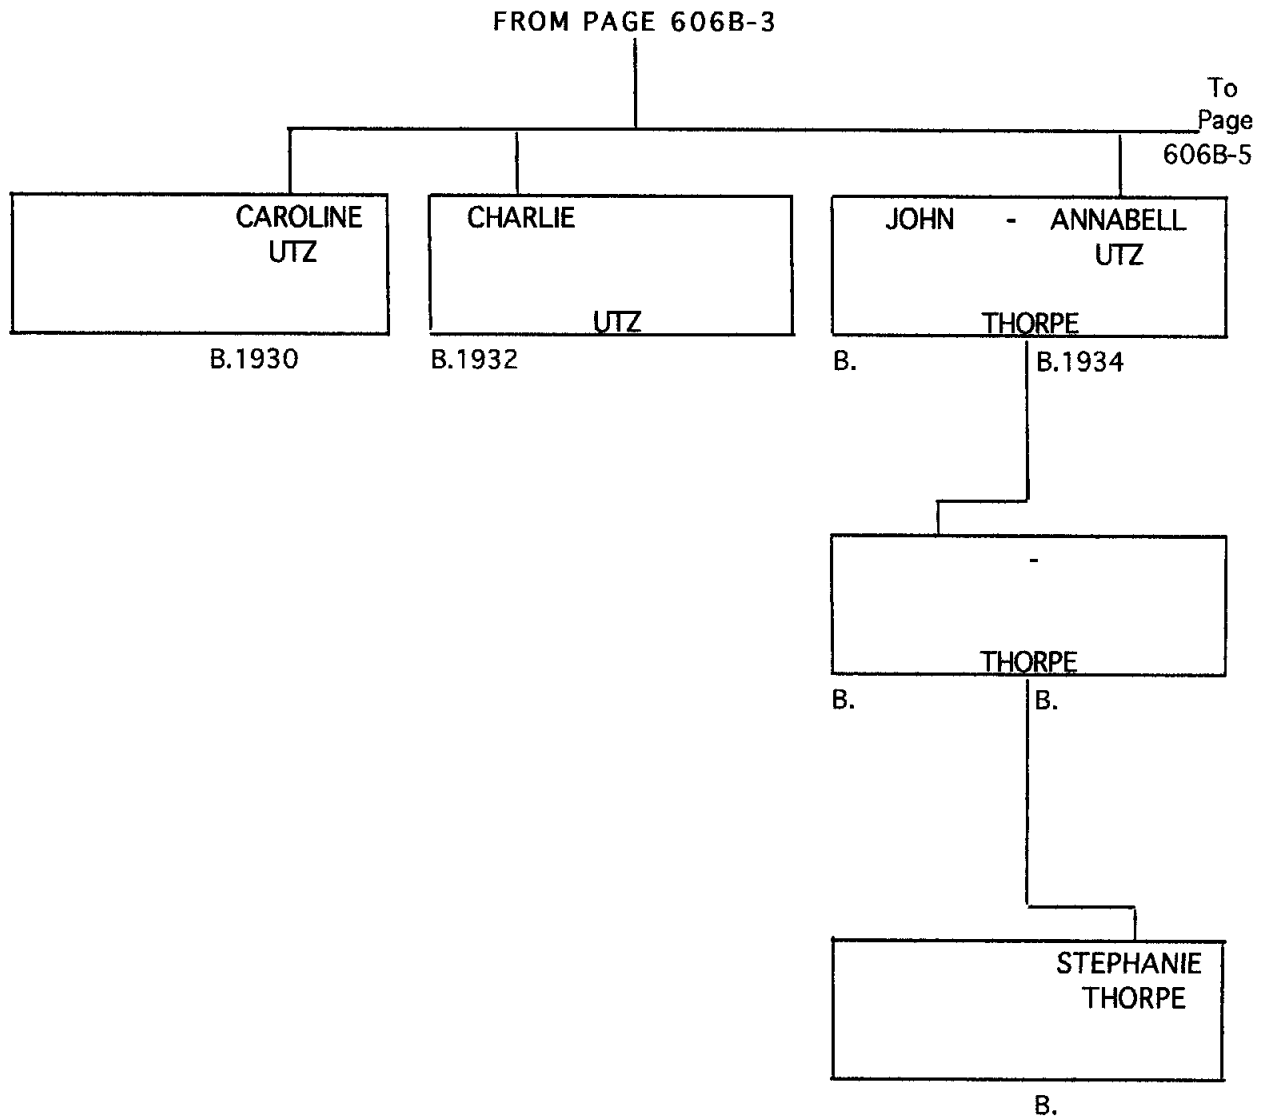 FROM PAGE 606B-3
To
Page
606B-5
CAROLINE
UTZ
B.1930
CHARLIE
UTZ
B.1932
JOHN - ANNABELL
UTZ
THORPE
B. B.1934
-
THORPE
B. B.
STEPHANIE
THORPE
B.